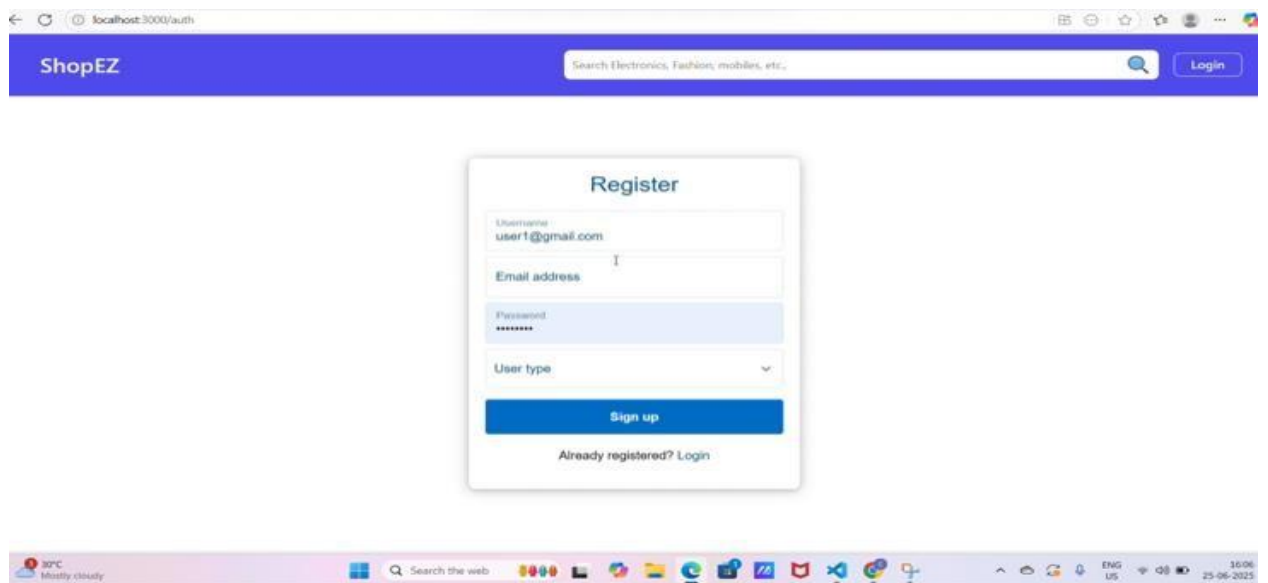 localhost:3000/auth
ShopEZ
Search Electronics, Fashion, mobiles, etc.,
Login
Register
Username
user1@gmail.com
Email address
Password
••••••••
User type
Sign up
Already registered? Login
30°C
Mostly cloudy
Search the web
ENG
US
16:06
25-06-2025